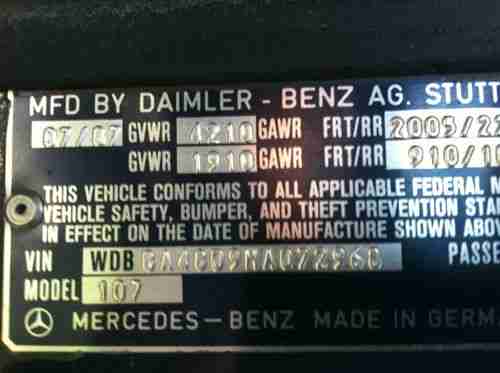 MFD BY DAIMLER - BENZ AG. STUTT
07/87 GVWR 4210 GAWR FRT/RR 2005/22
GVWR 1910 GAWR FRT/RR 910/10
THIS VEHICLE CONFORMS TO ALL APPLICABLE FEDERAL M
VEHICLE SAFETY, BUMPER, AND THEFT PREVENTION STAN
IN EFFECT ON THE DATE OF MANUFACTURE SHOWN ABOV
VIN WDB PASSE
MODEL 107
MERCEDES-BENZ MADE IN GERM